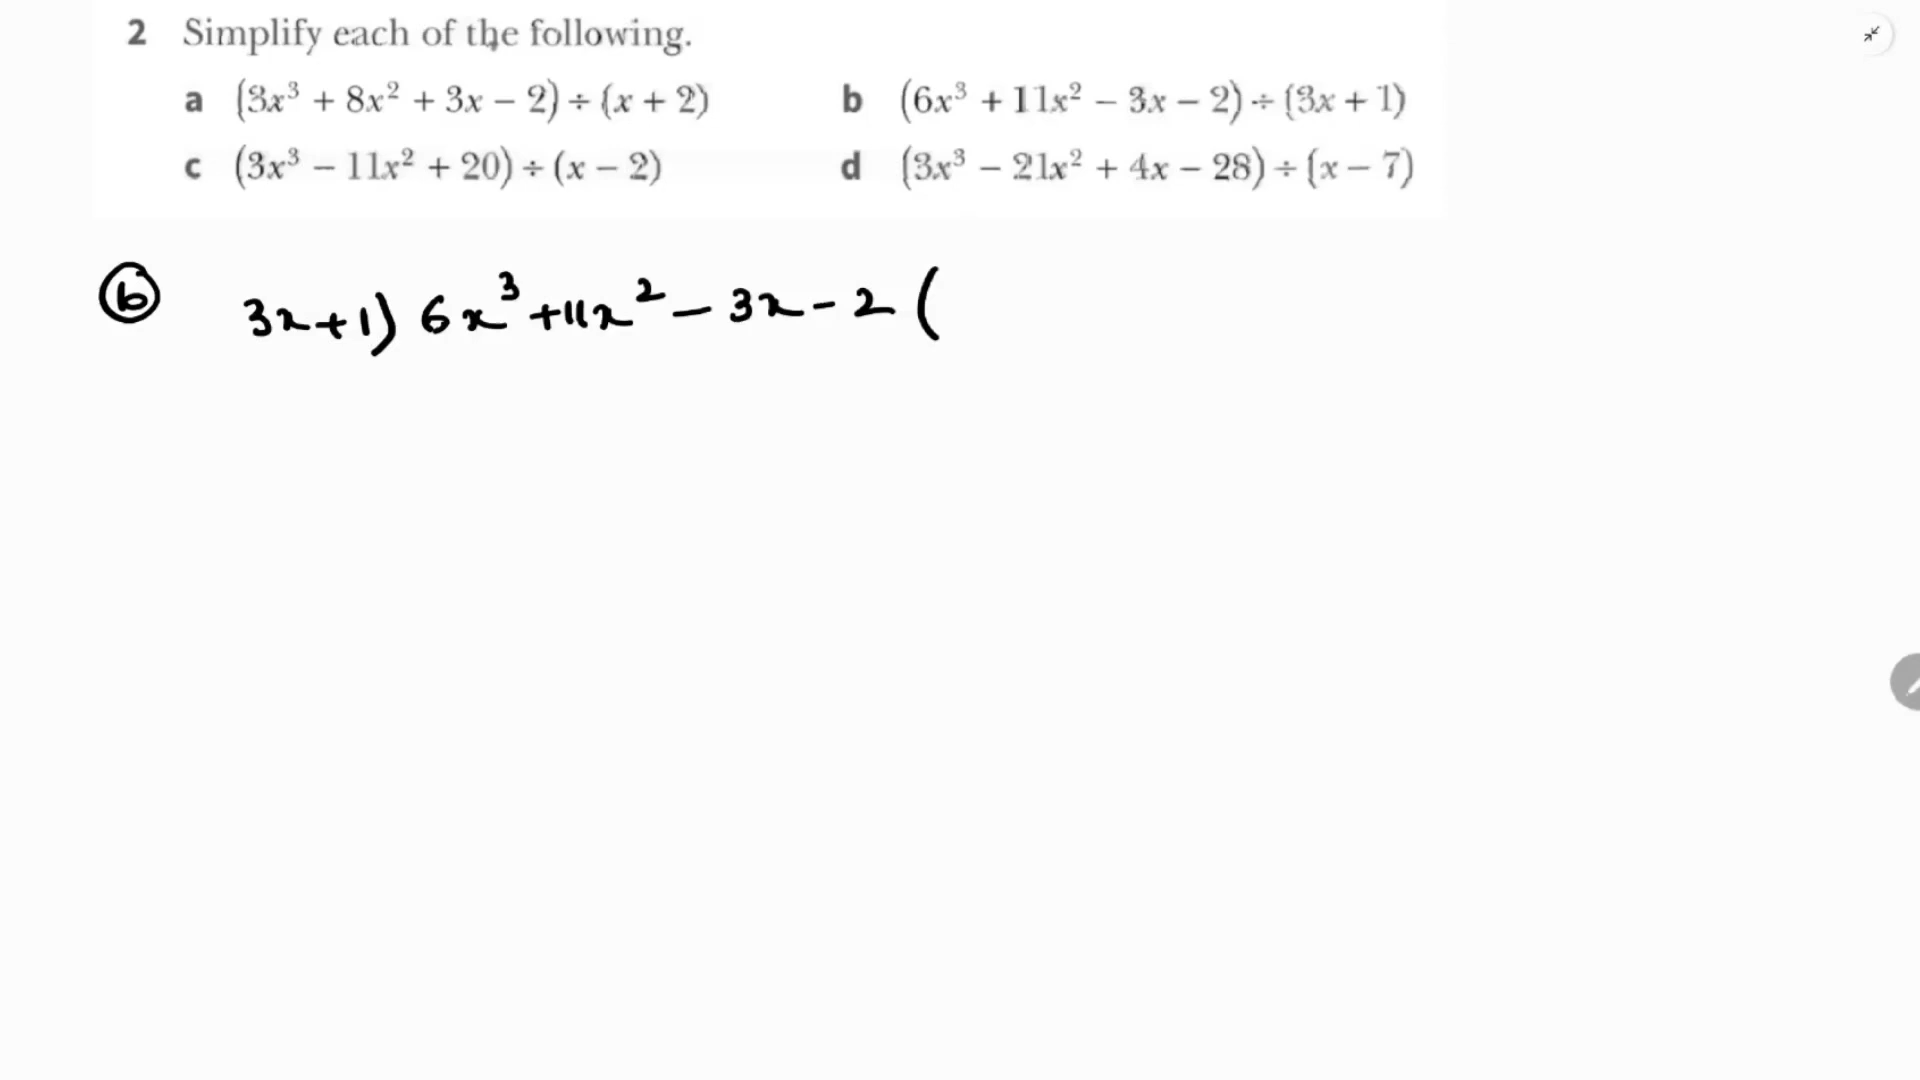 2 Simplify each of the following.
a (3x³ + 8x² + 3x − 2) ÷ (x + 2) b (6x³ + 11x² − 3x − 2) ÷ (3x + 1)
c (3x³ − 11x² + 20) ÷ (x − 2) d (3x³ − 21x² + 4x − 28) ÷ (x − 7)
b 3x+1) 6x³+11x² − 3x − 2 (